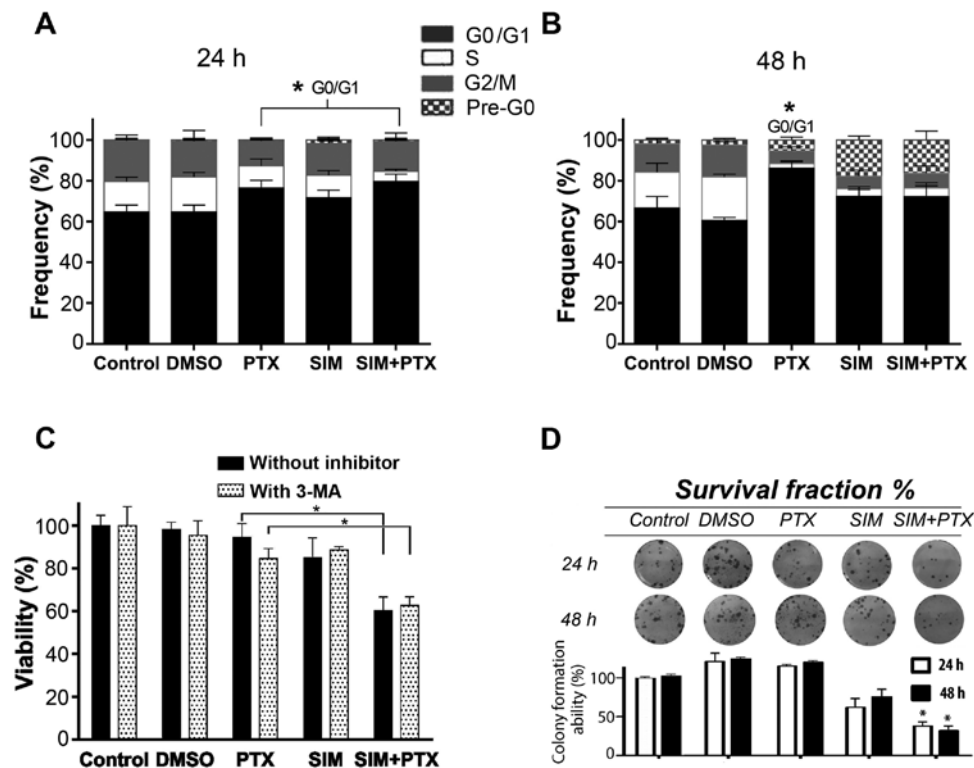 A
24 h
G0/G1
S
G2/M
Pre-G0
* G0/G1
Frequency (%)
100
80
60
40
20
0
Control DMSO PTX SIM SIM+PTX
B
48 h
*
G0/G1
Frequency (%)
100
80
60
40
20
0
Control DMSO PTX SIM SIM+PTX
C
Without inhibitor
With 3-MA
*
*
Viability (%)
100
80
60
40
20
0
Control DMSO PTX SIM SIM+PTX
D
Survival fraction %
Control DMSO PTX SIM SIM+PTX
24 h
48 h
Colony formation
ability (%)
100
50
0
24 h
48 h
* *